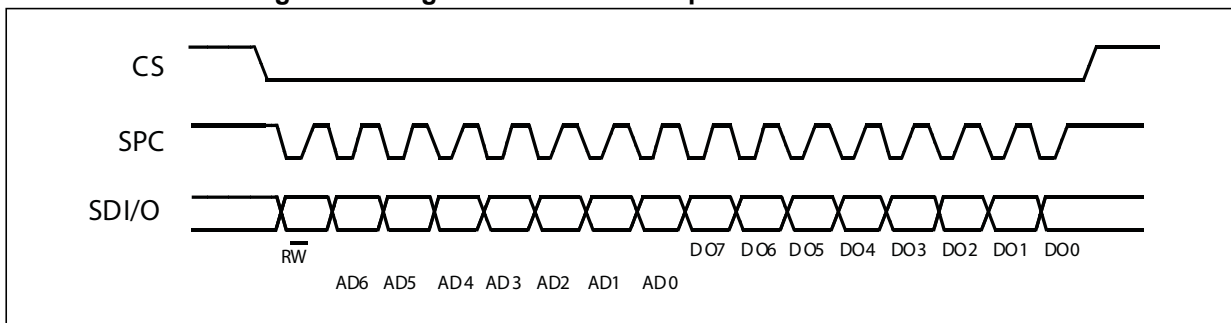 CS
SPC
SDI/O
RW
DO7 DO6 DO5 DO4 DO3 DO2 DO1 DO0
AD6 AD5 AD4 AD3 AD2 AD1 AD0